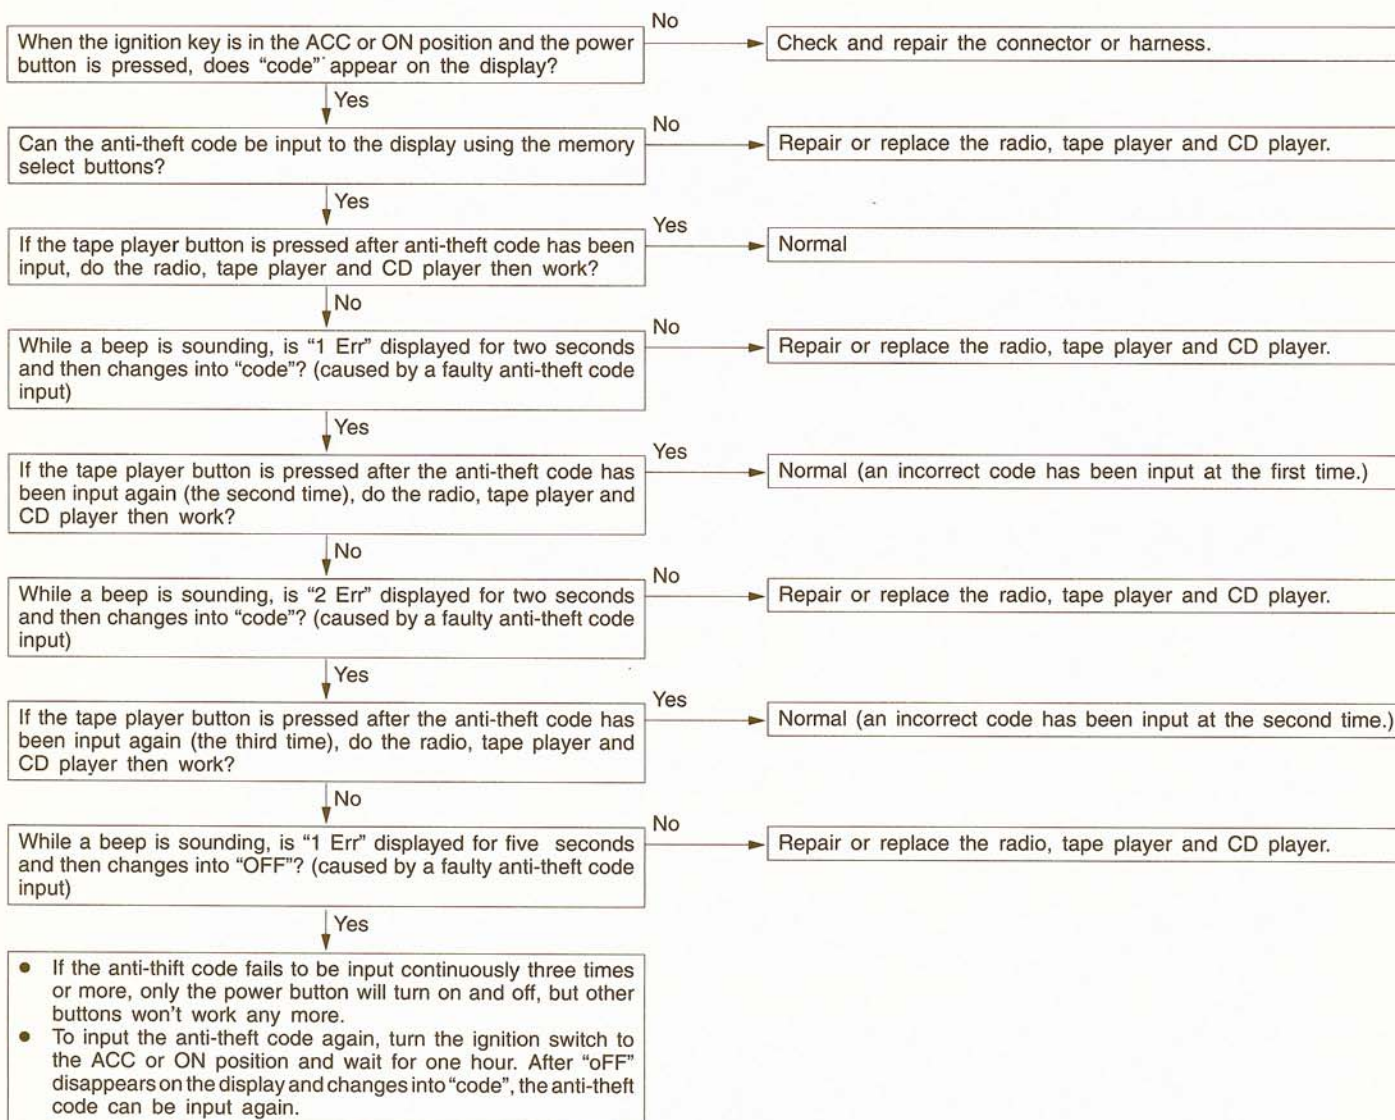 No
When the ignition key is in the ACC or ON position and the power
button is pressed, does “code” appear on the display?
Check and repair the connector or harness.
Yes
No
Can the anti-theft code be input to the display using the memory
select buttons?
Repair or replace the radio, tape player and CD player.
Yes
Yes
If the tape player button is pressed after anti-theft code has been
input, do the radio, tape player and CD player then work?
Normal
No
No
While a beep is sounding, is “1 Err” displayed for two seconds
and then changes into “code”? (caused by a faulty anti-theft code
input)
Repair or replace the radio, tape player and CD player.
Yes
Yes
If the tape player button is pressed after the anti-theft code has
been input again (the second time), do the radio, tape player and
CD player then work?
Normal (an incorrect code has been input at the first time.)
No
No
While a beep is sounding, is “2 Err” displayed for two seconds
and then changes into “code”? (caused by a faulty anti-theft code
input)
Repair or replace the radio, tape player and CD player.
Yes
Yes
If the tape player button is pressed after the anti-theft code has
been input again (the third time), do the radio, tape player and
CD player then work?
Normal (an incorrect code has been input at the second time.)
No
No
While a beep is sounding, is “1 Err” displayed for five seconds
and then changes into “OFF”? (caused by a faulty anti-theft code
input)
Repair or replace the radio, tape player and CD player.
Yes
● If the anti-thift code fails to be input continuously three times
or more, only the power button will turn on and off, but other
buttons won’t work any more.
● To input the anti-theft code again, turn the ignition switch to
the ACC or ON position and wait for one hour. After “oFF”
disappears on the display and changes into “code”, the anti-theft
code can be input again.